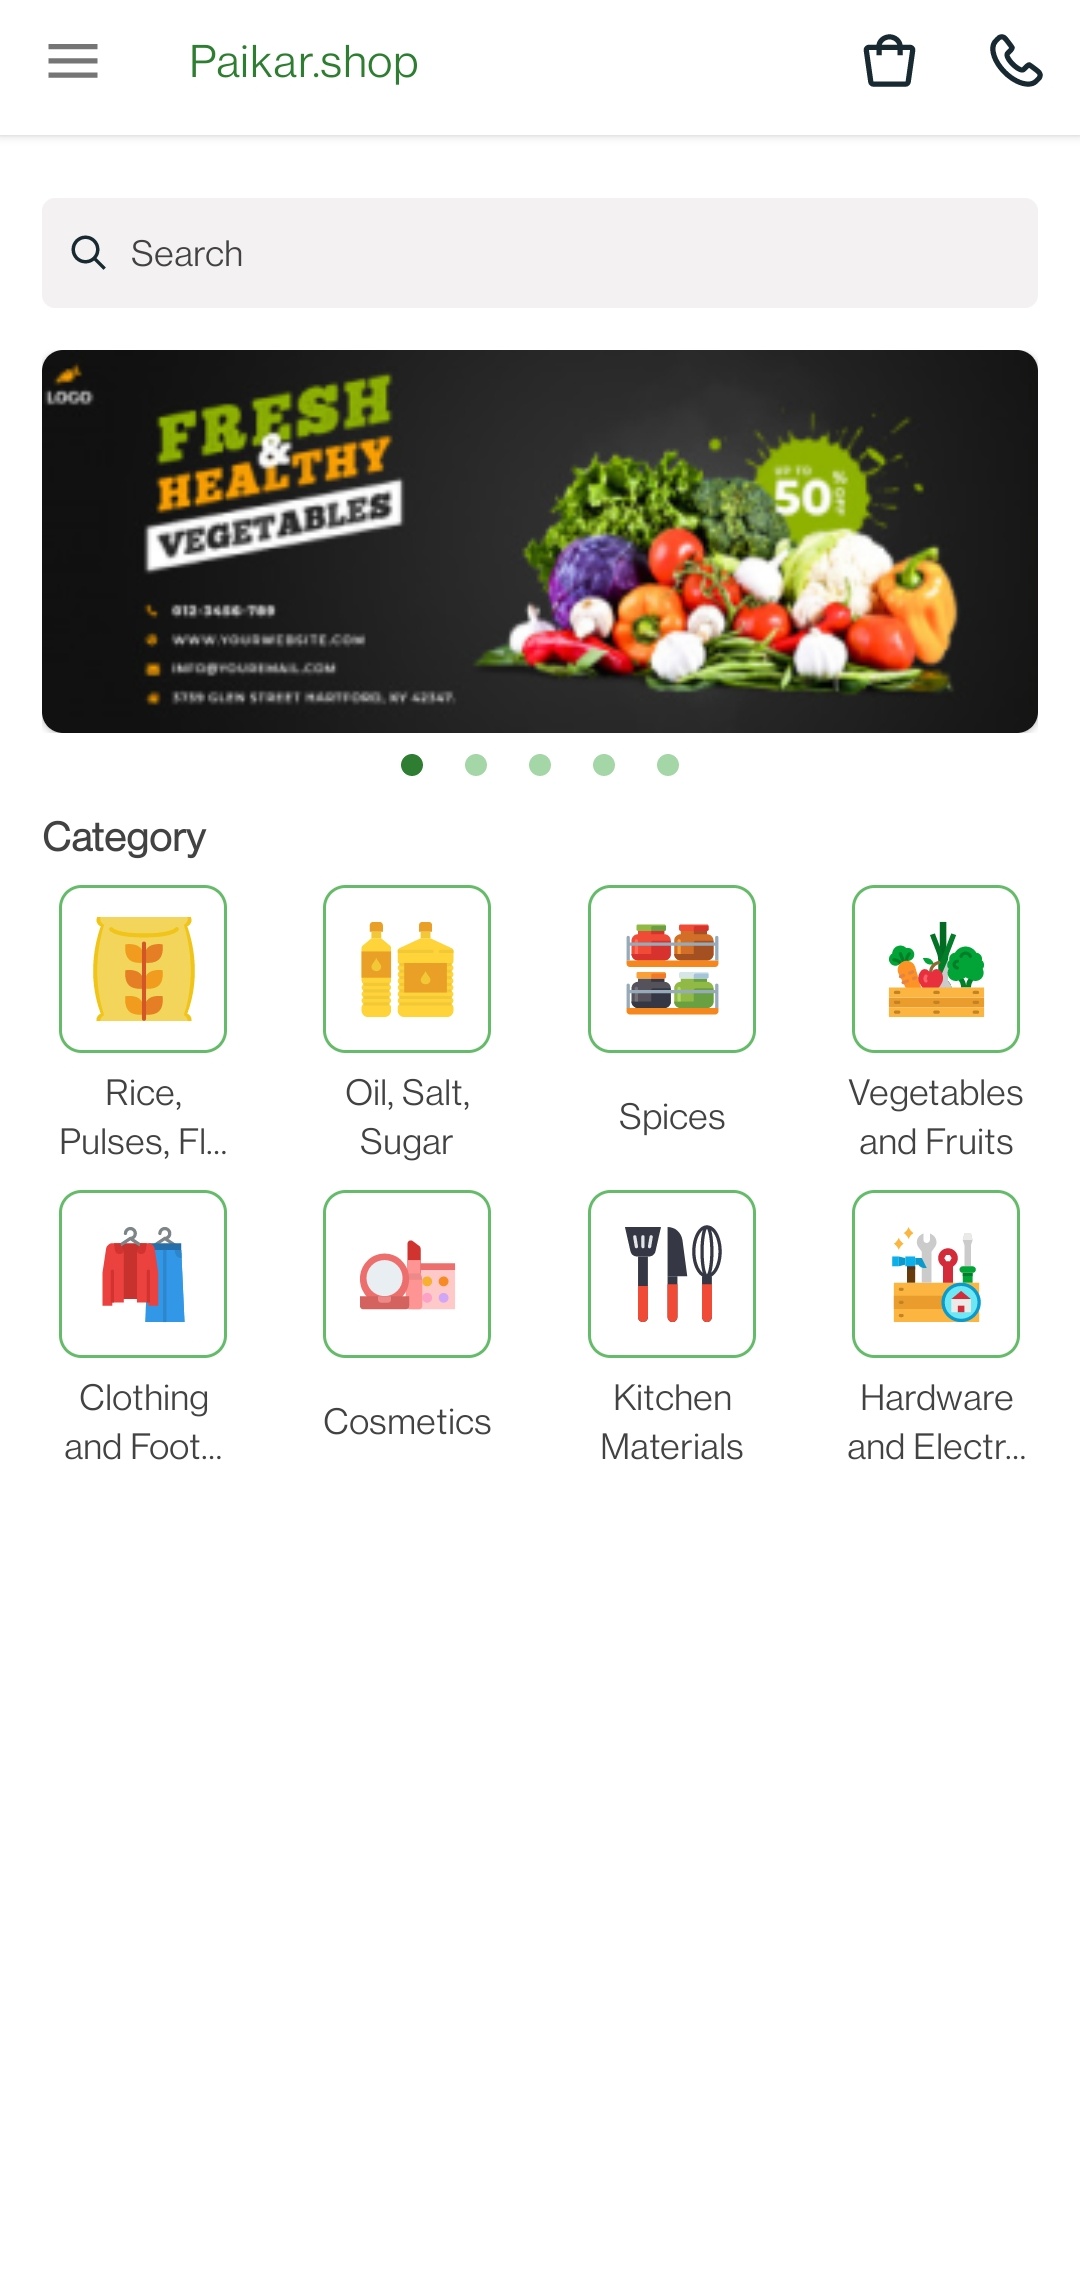 Paikar.shop
Search
LOGO
FRESH
&
HEALTHY
VEGETABLES
UP TO
50% OFF
012-3456-789
WWW.YOURWEBSITE.COM
INFO@YOUREMAIL.COM
3739 GLEN STREET HARTFORD, KY 42347.
Category
Rice,
Pulses, Fl...
Oil, Salt,
Sugar
Spices
Vegetables
and Fruits
Clothing
and Foot...
Cosmetics
Kitchen
Materials
Hardware
and Electr...